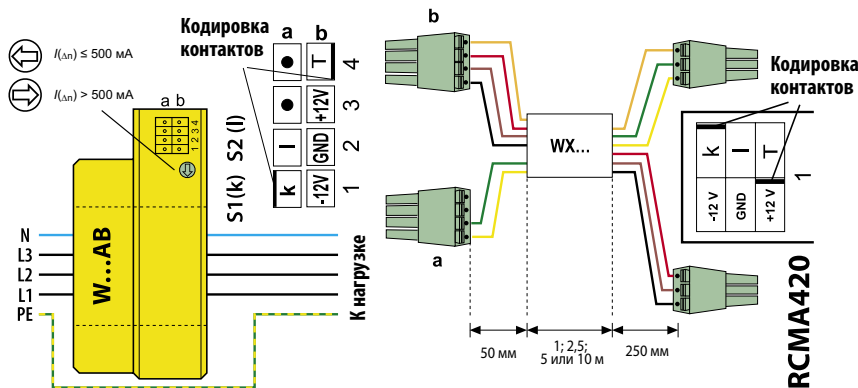 I(Δn) ≤ 500 мА
I(Δn) > 500 мА
a b
1 2 3 4
W...AB
N
L3
L2
L1
PE
К нагрузке
Кодировка
контактов
a b
T 4
+12V 3
S2 (l) l GND 2
S1(k) k -12V 1
b
a
WX...
50 мм
1; 2,5;
5 или 10 м
250 мм
Кодировка
контактов
k l T
-12 V GND +12 V
1
RCMA420